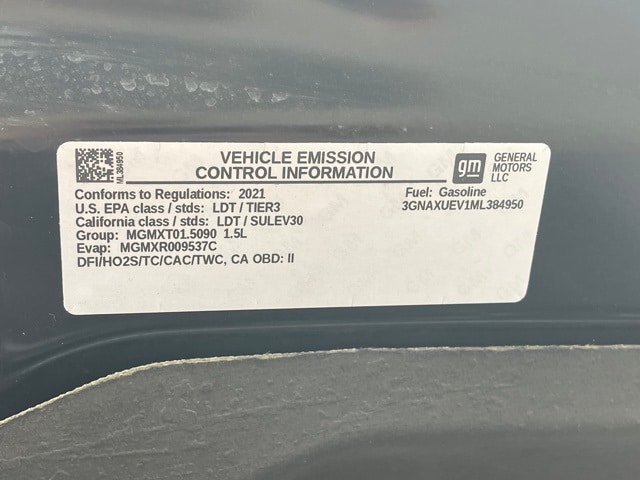 ML384950
VEHICLE EMISSION
CONTROL INFORMATION
gm
GENERAL
MOTORS
LLC
Conforms to Regulations: 2021
Fuel: Gasoline
U.S. EPA class / stds: LDT / TIER3
3GNAXUEV1ML384950
California class / stds: LDT / SULEV30
Group: MGMXT01.5090 1.5L
Evap: MGMXR009537C
DFI/HO2S/TC/CAC/TWC, CA OBD: II